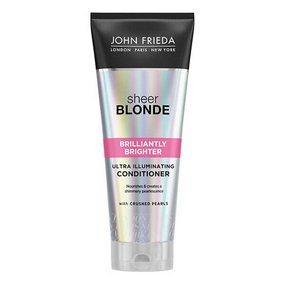 JOHN FRIEDA
LONDON PARIS NEW YORK
sheer
BLONDE
BRILLIANTLY
BRIGHTER
ULTRA ILLUMINATING
CONDITIONER
Nourishes & creates a
shimmery pearlescence
with CRUSHED PEARLS